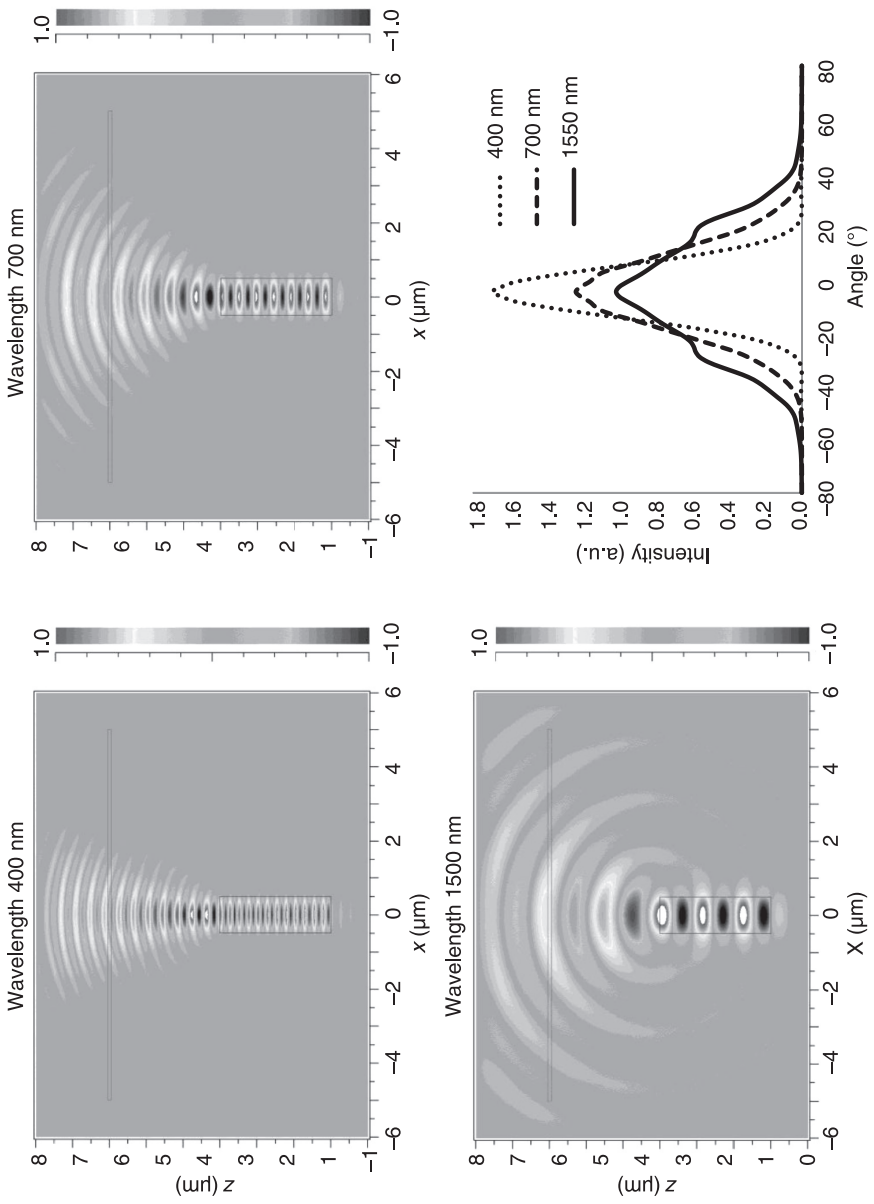 Wavelength 400 nm
1.0
8
7
6
5
4
3
2
1
−1
z (μm)
−6 −4 −2 0 2 4 6
x (μm)
−1.0
Wavelength 700 nm
1.0
8
7
6
5
4
3
2
1
−1
−6 −4 −2 0 2 4 6
x (μm)
−1.0
Wavelength 1500 nm
1.0
8
7
6
5
4
3
2
1
0
z (μm)
−6 −4 −2 0 2 4 6
X (μm)
−1.0
1.8
1.6
1.4
1.2
1.0
0.8
0.6
0.4
0.2
0.0
Intensity (a.u.)
400 nm
700 nm
1550 nm
−80 −60 −40 −20 0 20 40 60 80
Angle (°)